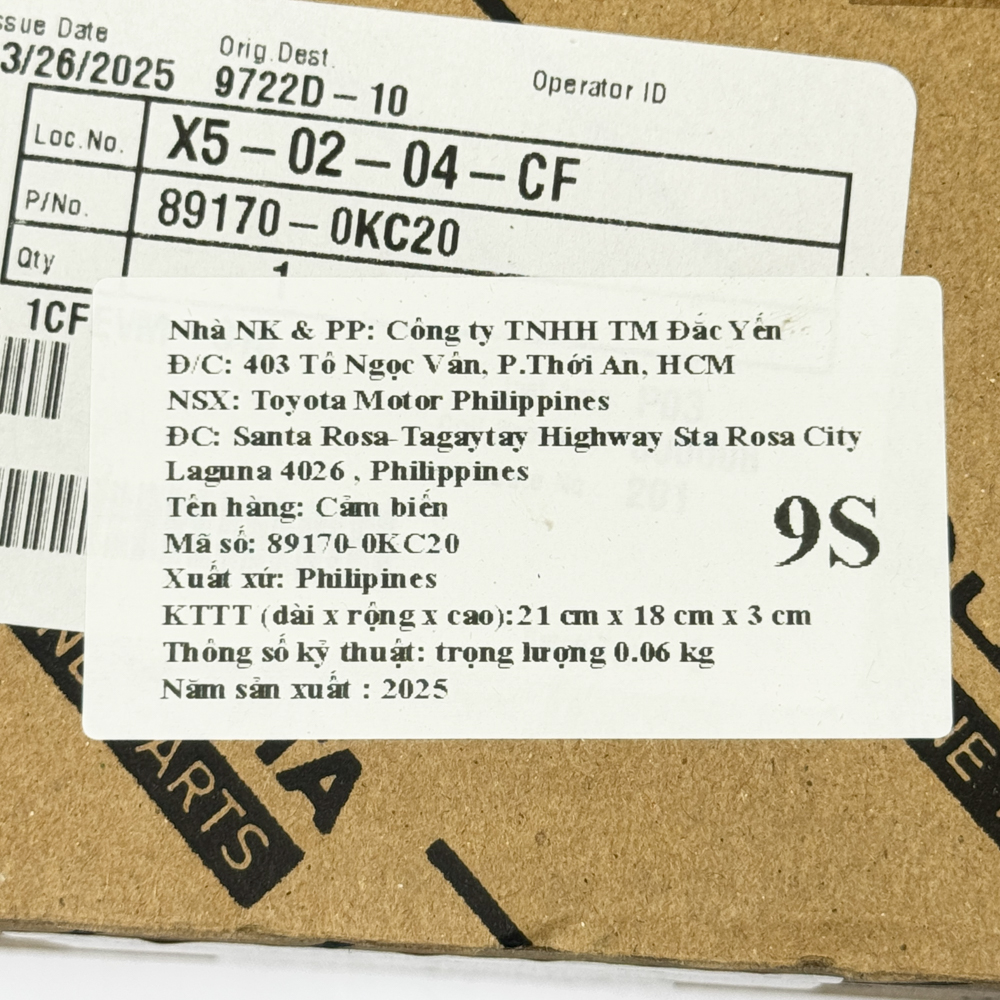 ssue Date
3/26/2025
Orig.Dest.
9722D-10
Operator ID
Loc.No. X5-02-04-CF
P/No. 89170-0KC20
Qty 1
1CF
Nhà NK & PP: Công ty TNHH TM Đắc Yến
Đ/C: 403 Tô Ngọc Vân, P.Thới An, HCM
NSX: Toyota Motor Philippines
ĐC: Santa Rosa-Tagaytay Highway Sta Rosa City
Laguna 4026 , Philippines
Tên hàng: Cảm biến
Mã số: 89170-0KC20
Xuất xứ: Philipines
KTTT (dài x rộng x cao):21 cm x 18 cm x 3 cm
Thông số kỹ thuật: trọng lượng 0.06 kg
Năm sản xuất : 2025
9S
ARTS
TA
NE